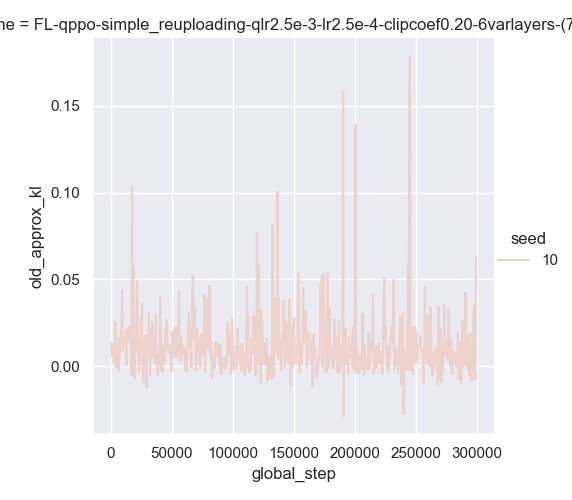 me = FL-qppo-simple_reuploading-qlr2.5e-3-lr2.5e-4-clipcoef0.20-6varlayers-(7
0.15
0.10
0.05
0.00
old_approx_kl
seed
10
0 50000 100000 150000 200000 250000 300000
global_step